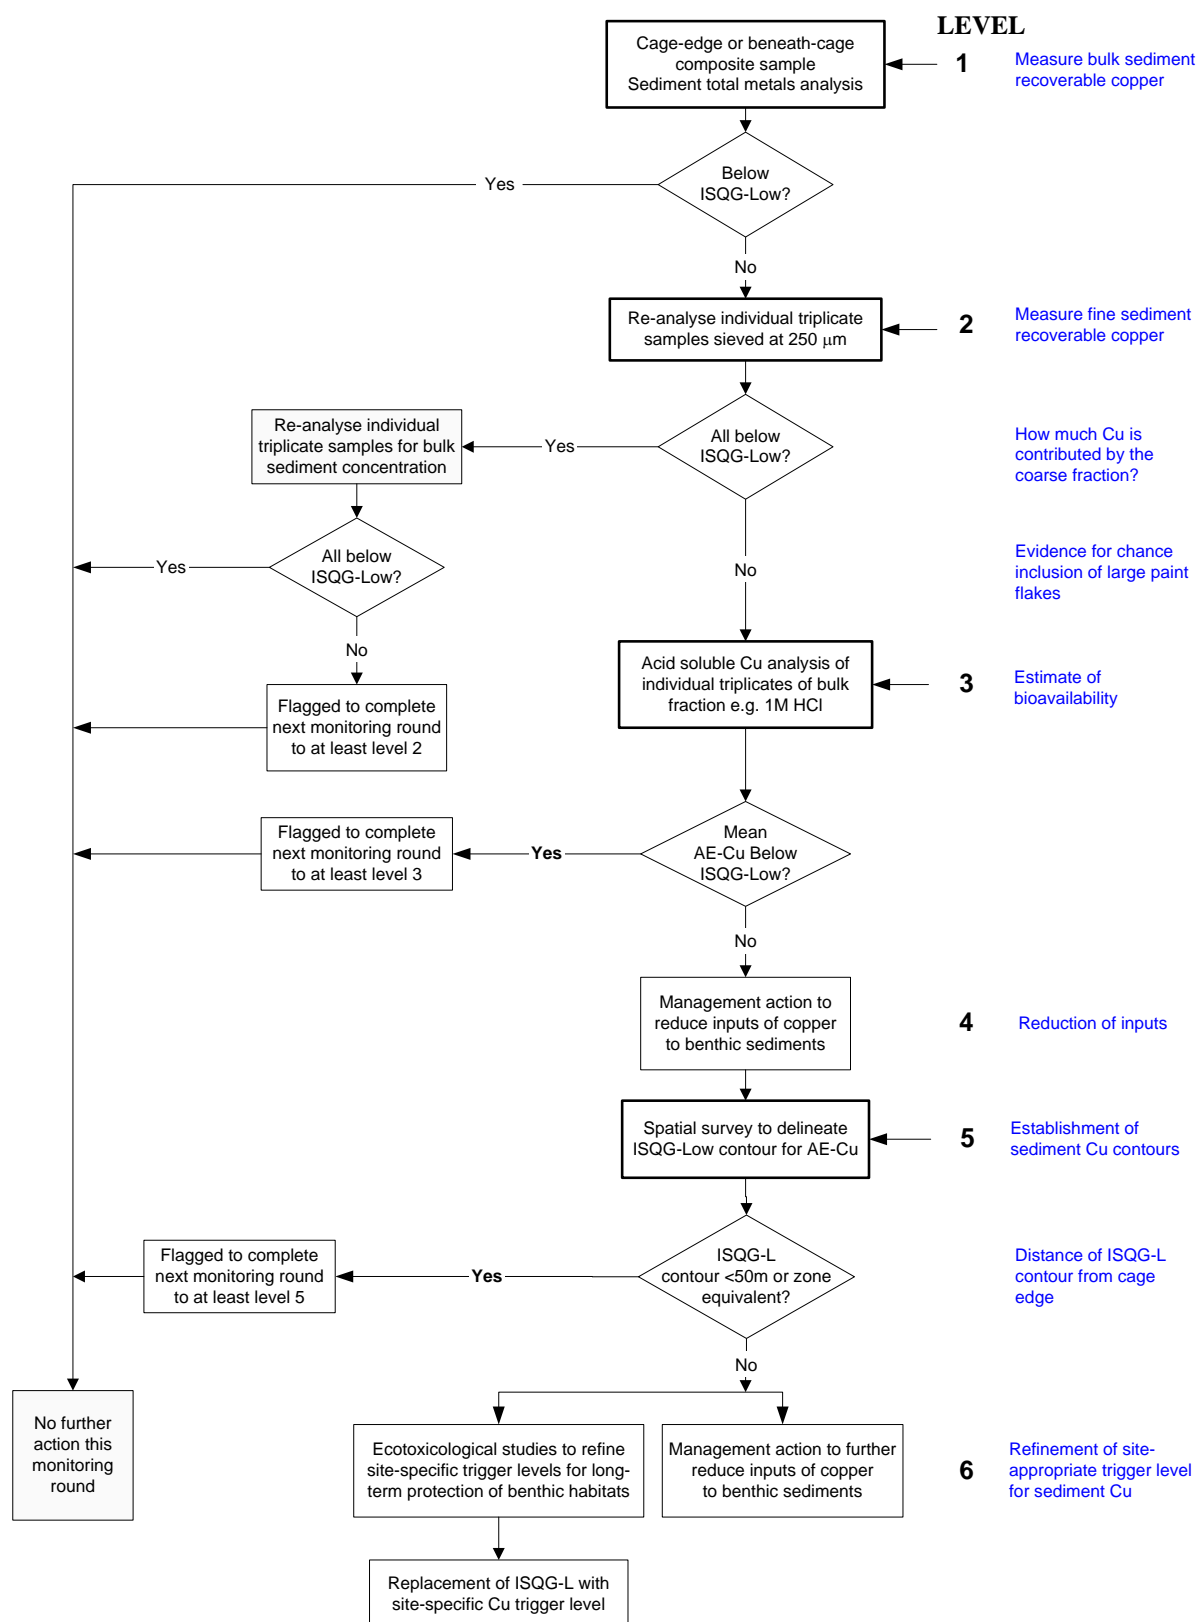 LEVEL
Cage-edge or beneath-cage
composite sample
Sediment total metals analysis
1
Measure bulk sediment
recoverable copper
Below
ISQG-Low?
Yes
No
Re-analyse individual triplicate
samples sieved at 250 µm
2
Measure fine sediment
recoverable copper
Re-analyse individual
triplicate samples for bulk
sediment concentration
Yes
All below
ISQG-Low?
How much Cu is
contributed by the
coarse fraction?
Yes
All below
ISQG-Low?
No
Evidence for chance
inclusion of large paint
flakes
No
Acid soluble Cu analysis of
individual triplicates of bulk
fraction e.g. 1M HCl
3
Estimate of
bioavailability
Flagged to complete
next monitoring round
to at least level 2
Flagged to complete
next monitoring round
to at least level 3
Yes
Mean
AE-Cu Below
ISQG-Low?
No
Management action to
reduce inputs of copper
to benthic sediments
4
Reduction of inputs
Spatial survey to delineate
ISQG-Low contour for AE-Cu
5
Establishment of
sediment Cu contours
Flagged to complete
next monitoring round
to at least level 5
Yes
ISQG-L
contour <50m or zone
equivalent?
Distance of ISQG-L
contour from cage
edge
No
No further
action this
monitoring
round
Ecotoxicological studies to refine
site-specific trigger levels for long-
term protection of benthic habitats
Management action to further
reduce inputs of copper
to benthic sediments
6
Refinement of site-
appropriate trigger level
for sediment Cu
Replacement of ISQG-L with
site-specific Cu trigger level